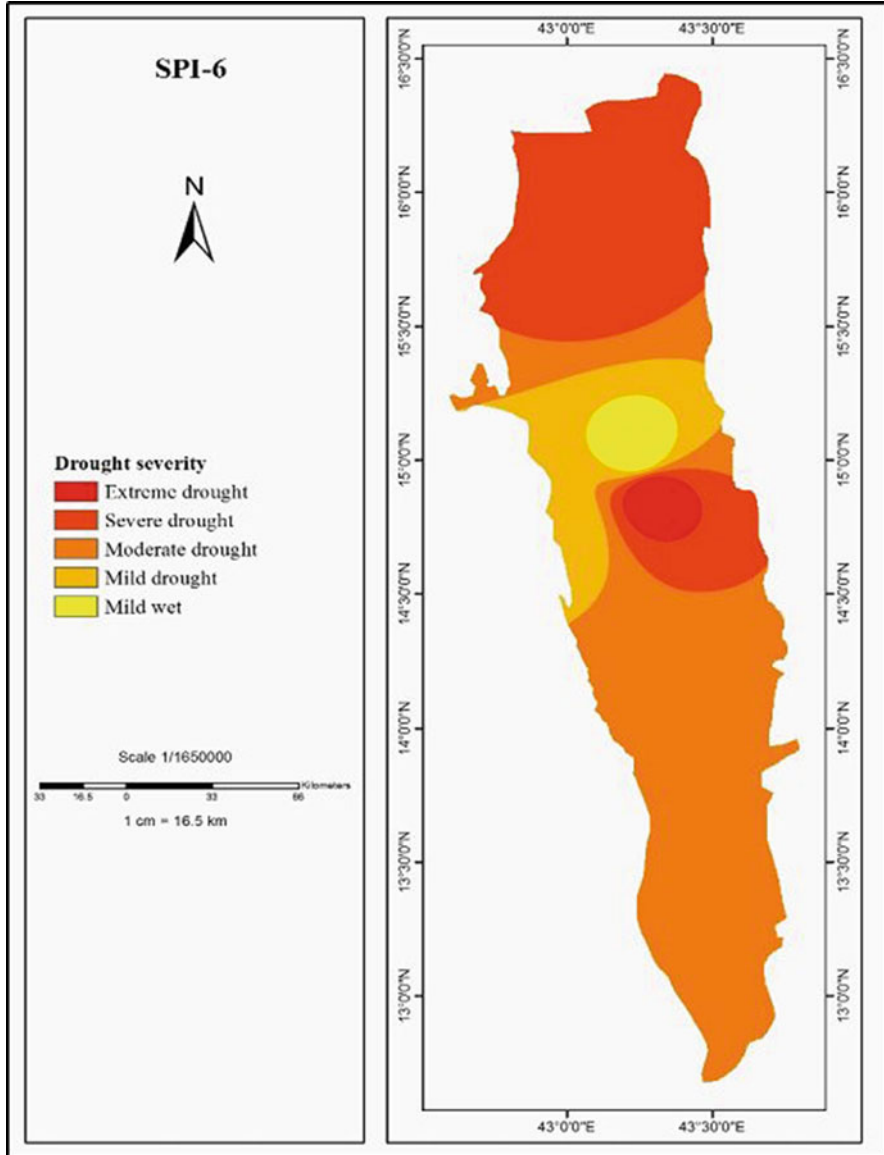 SPI-6
N
Drought severity
Extreme drought
Severe drought
Moderate drought
Mild drought
Mild wet
Scale 1/1650000
Kilometers
33 16.5 0 33 66
1 cm = 16.5 km
43°0'0"E 43°30'0"E
16°30'0"N 16°30'0"N
16°0'0"N 16°0'0"N
15°30'0"N 15°30'0"N
15°0'0"N 15°0'0"N
14°30'0"N 14°30'0"N
14°0'0"N 14°0'0"N
13°30'0"N 13°30'0"N
13°0'0"N 13°0'0"N
43°0'0"E 43°30'0"E